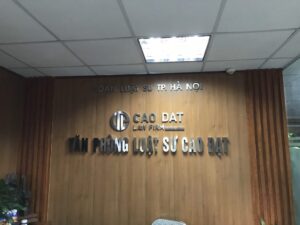 ĐOÀN LUẬT SƯ TP. HÀ NỘI
CAO DAT
LAW FIRM
VĂN PHÒNG LUẬT SƯ CAO ĐẠT